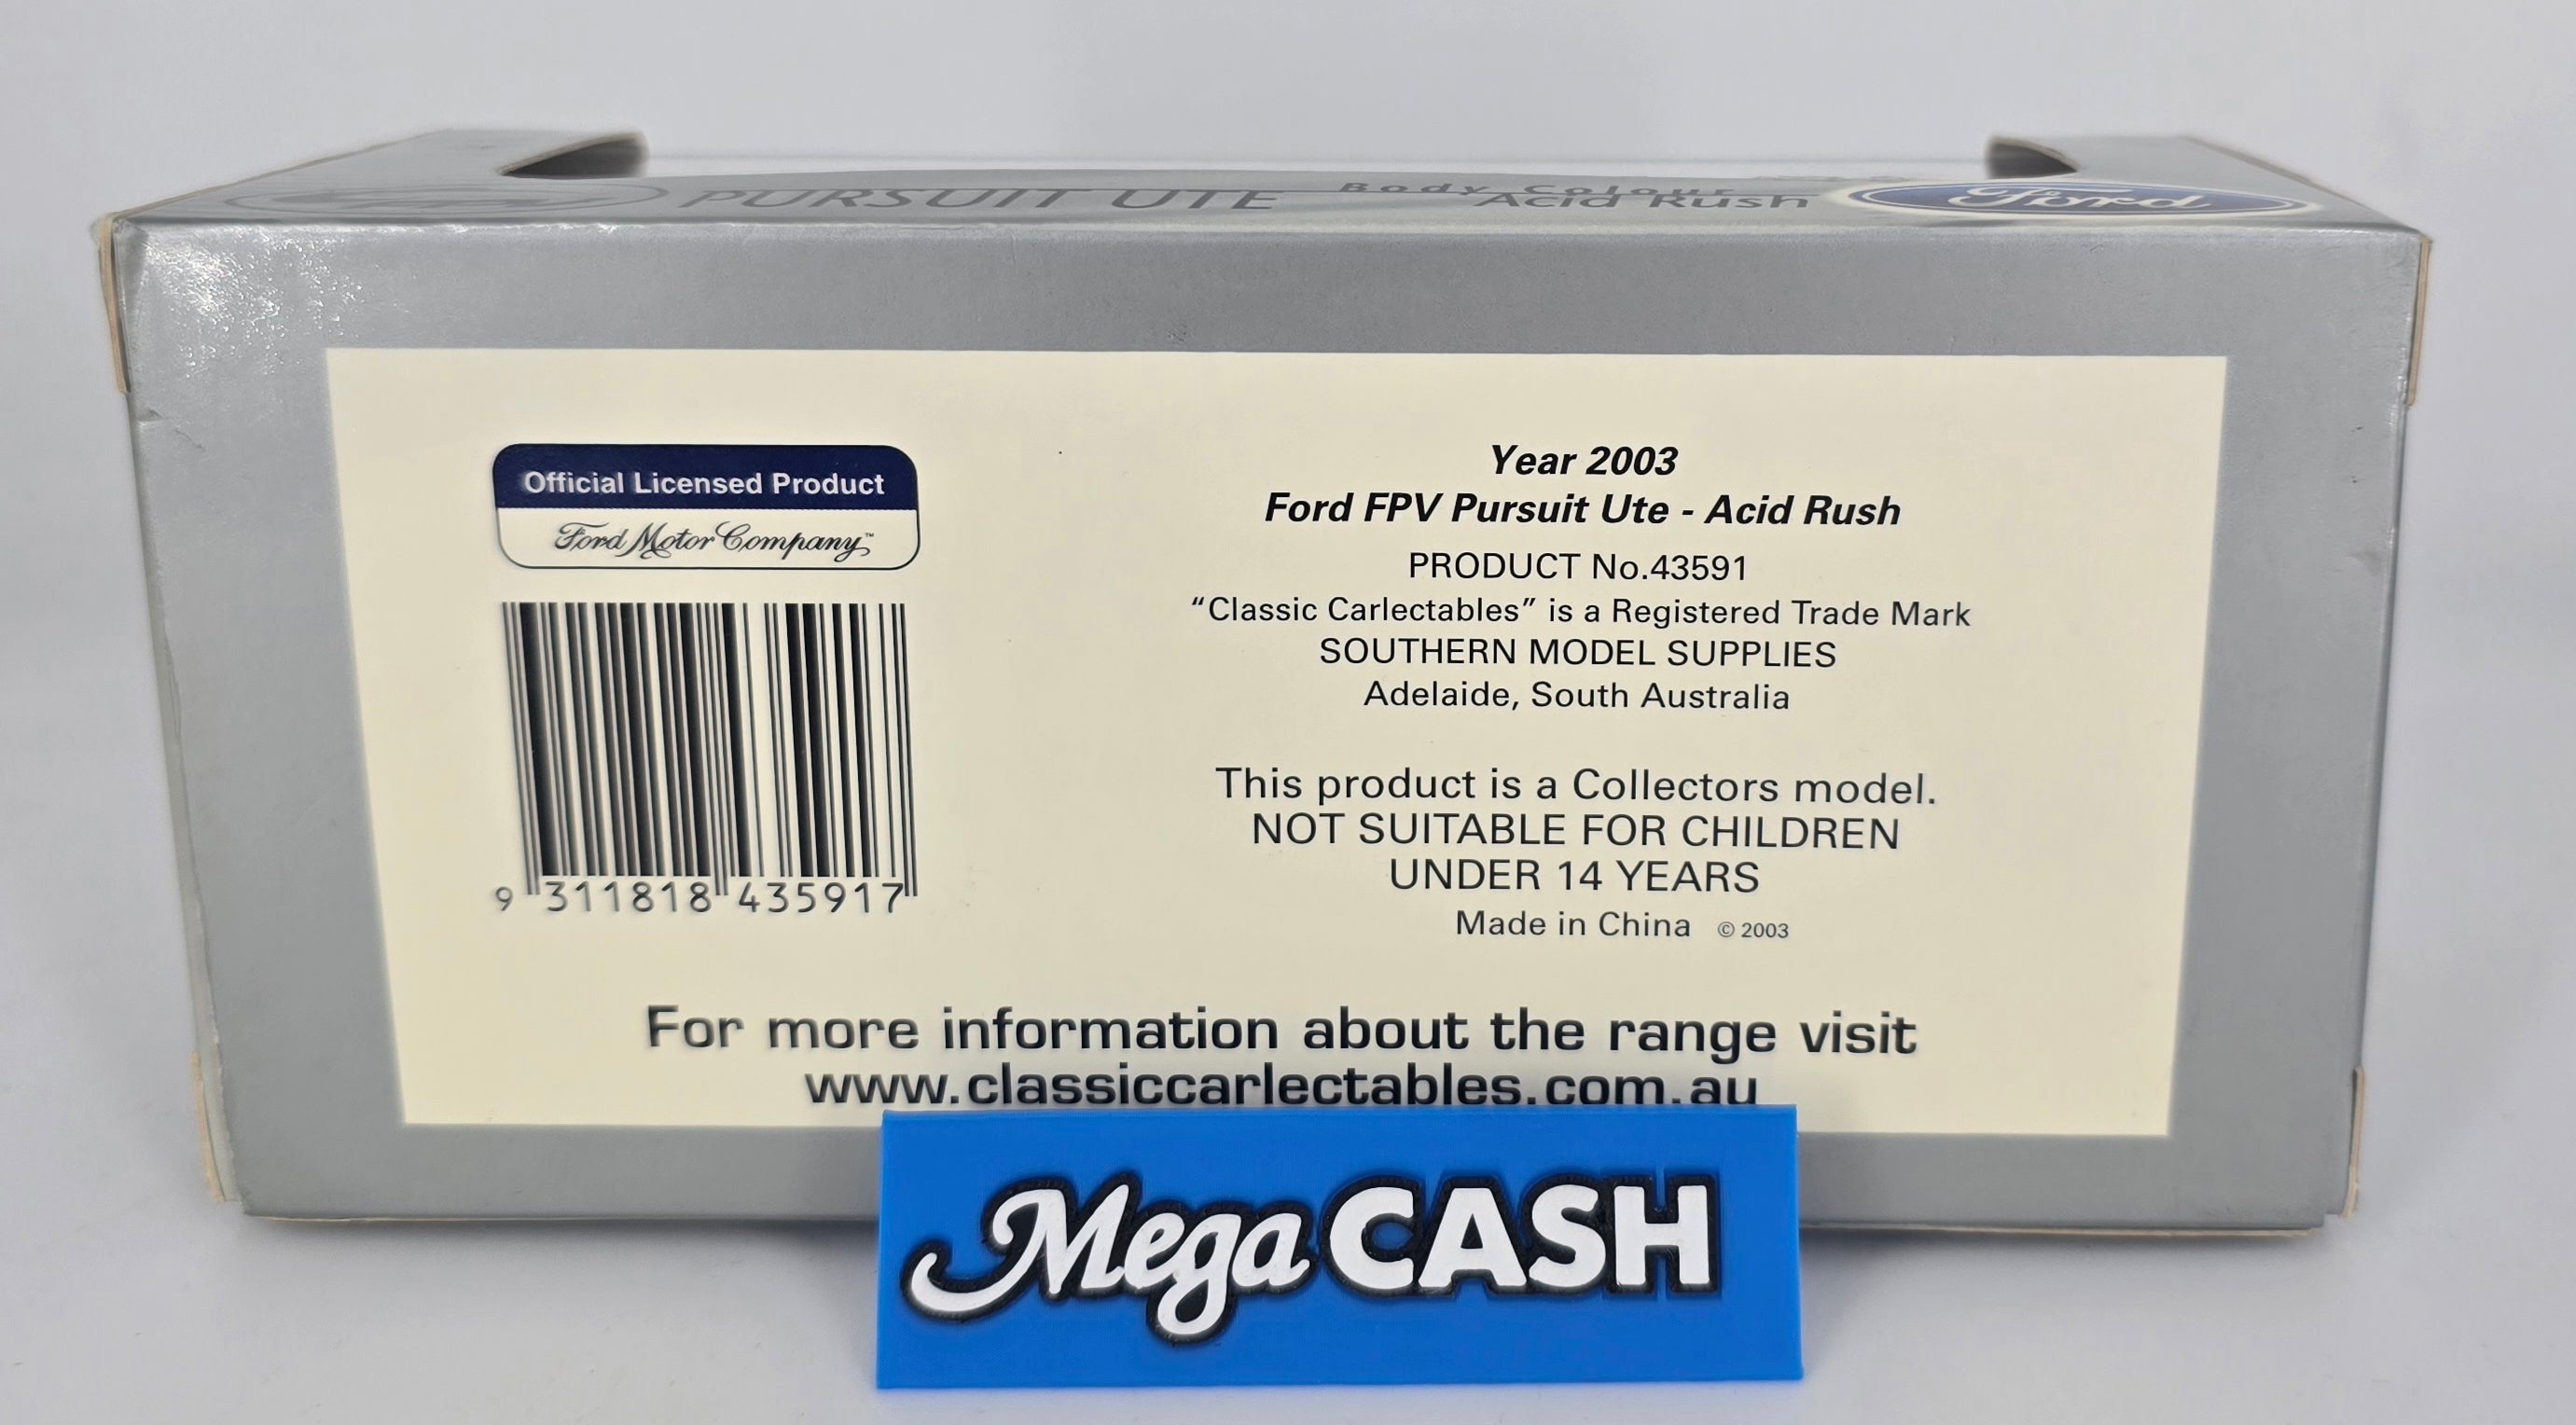 PURSUIT UTE
Body Colour
Acid Rush
Ford
Official Licensed Product
Ford Motor Company™
9 311818 435917
Year 2003
Ford FPV Pursuit Ute - Acid Rush
PRODUCT No.43591
“Classic Carlectables” is a Registered Trade Mark
SOUTHERN MODEL SUPPLIES
Adelaide, South Australia
This product is a Collectors model.
NOT SUITABLE FOR CHILDREN
UNDER 14 YEARS
Made in China © 2003
For more information about the range visit
www.classiccarlectables.com.au
Mega CASH